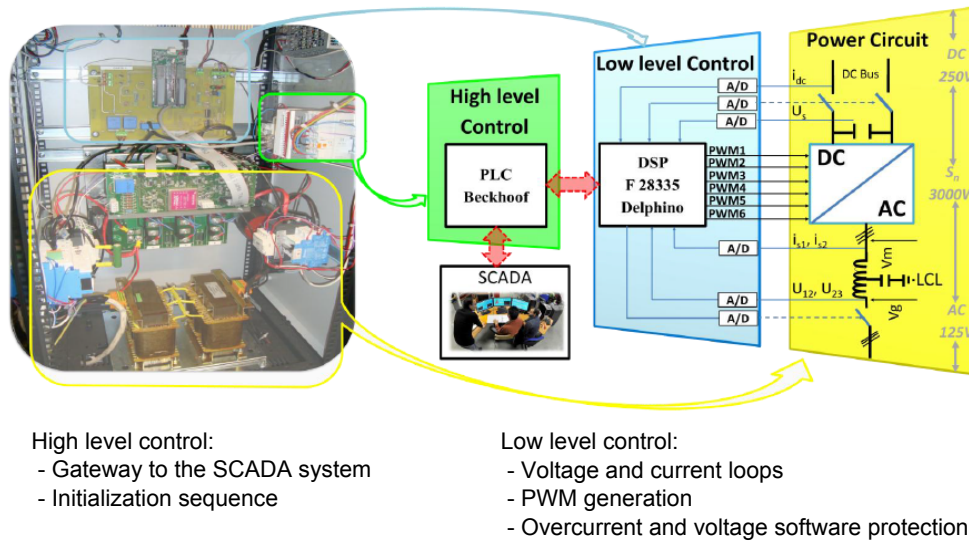 Power Circuit
DC
250V
DC Bus
i_dc
Low level Control
A/D
A/D
U_s
A/D
High level
Control
PLC
Beckhoof
DSP
F 28335
Delphino
PWM1
PWM2
PWM3
PWM4
PWM5
PWM6
DC
AC
S_n
3000V
i_s1, i_s2
A/D
Vm
LCL
U_12, U_23
A/D
Vg
A/D
AC
125V
SCADA
High level control:
- Gateway to the SCADA system
- Initialization sequence
Low level control:
- Voltage and current loops
- PWM generation
- Overcurrent and voltage software protection